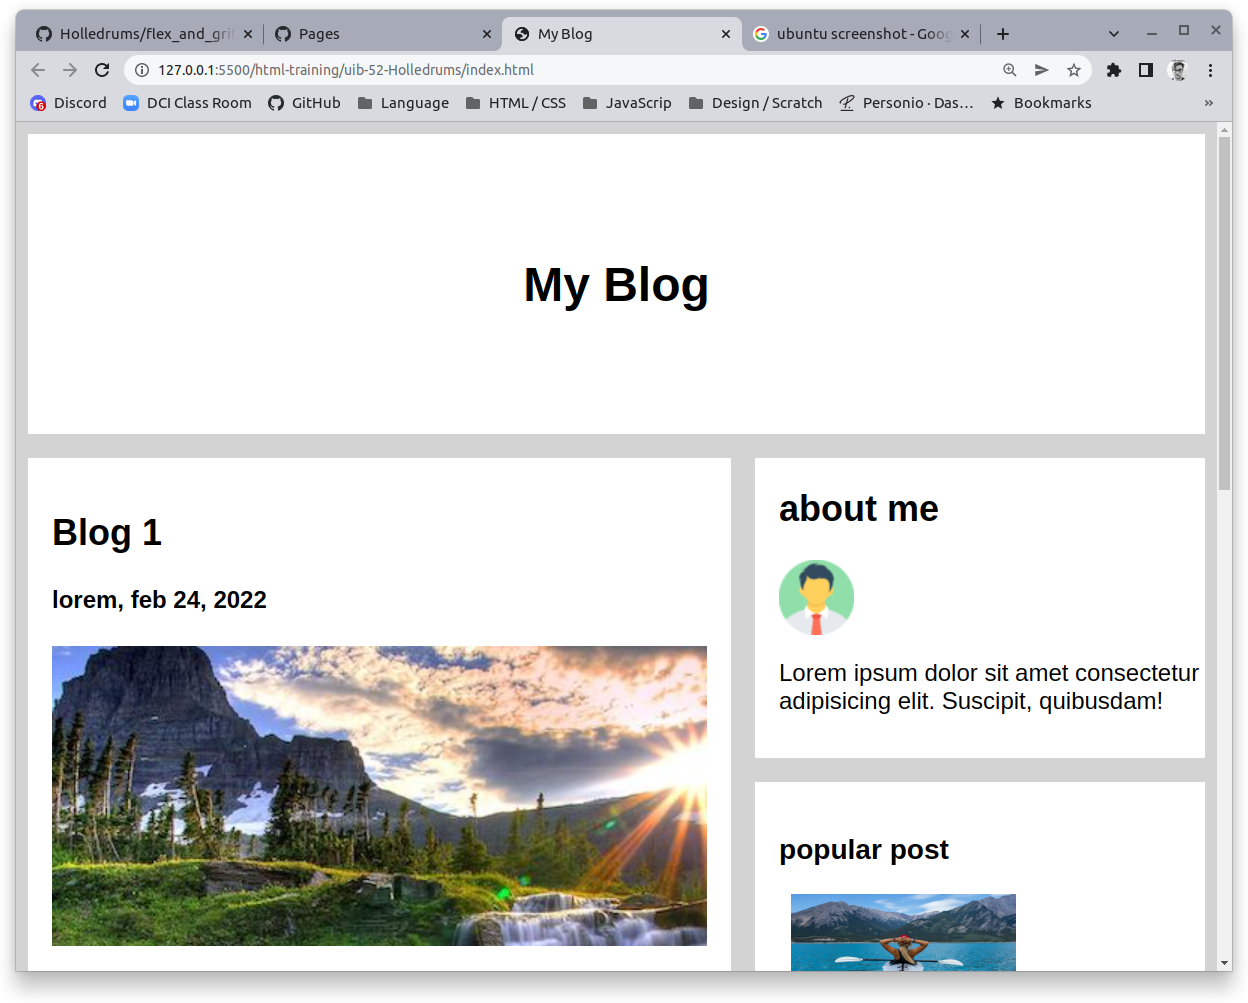 Holledrums/flex_and_gri
Pages
My Blog
ubuntu screenshot - Goog
127.0.0.1:5500/html-training/uib-52-Holledrums/index.html
Discord
DCI Class Room
GitHub
Language
HTML / CSS
JavaScrip
Design / Scratch
Personio · Das…
Bookmarks
»
My Blog
Blog 1
lorem, feb 24, 2022
about me
Lorem ipsum dolor sit amet consectetur
adipisicing elit. Suscipit, quibusdam!
popular post